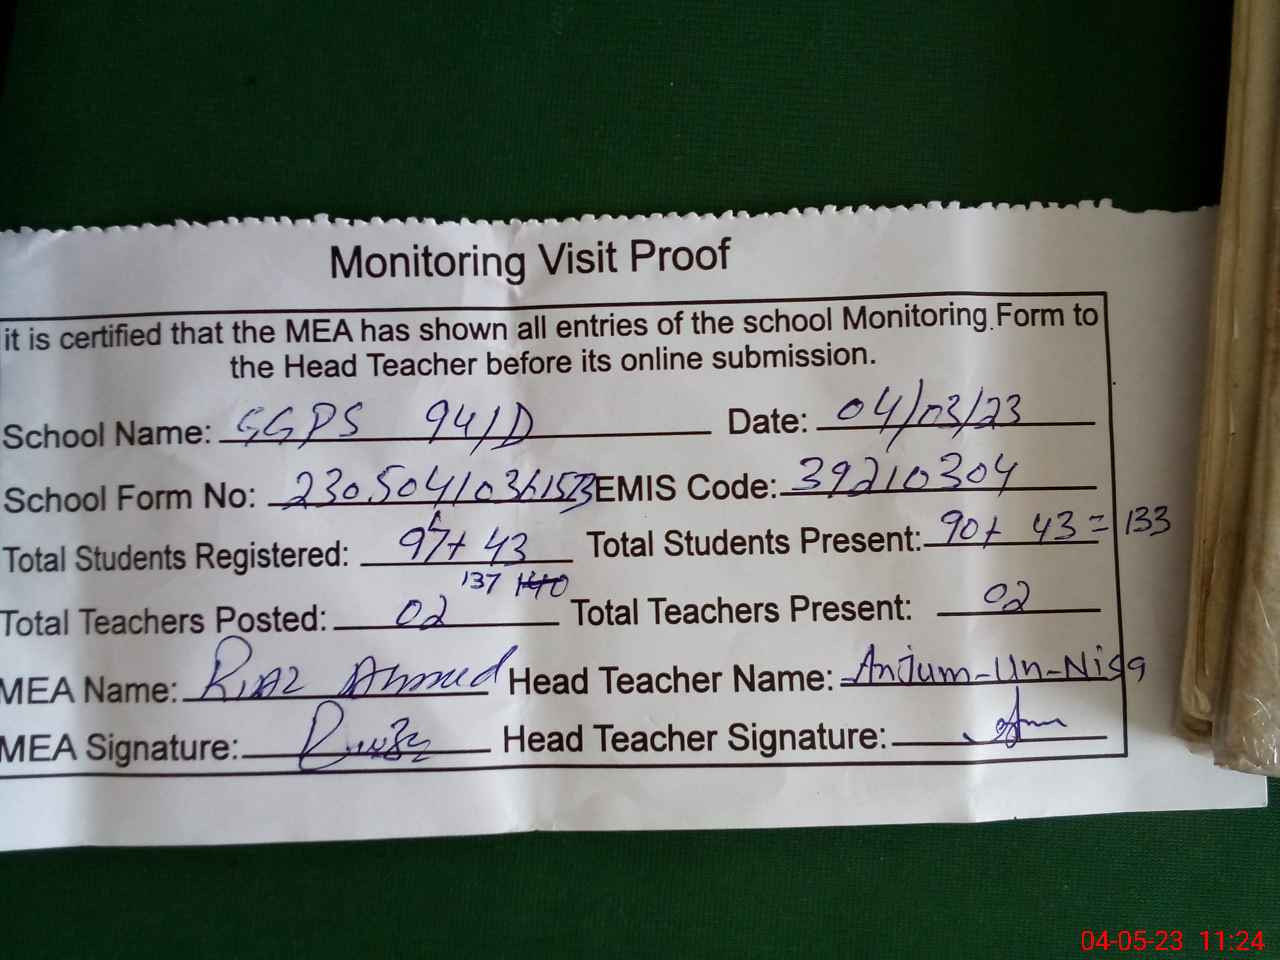 Monitoring Visit Proof
it is certified that the MEA has shown all entries of the school Monitoring Form to
the Head Teacher before its online submission.
School Name: GGPS 94/D Date: 04/03/23
School Form No: EMIS Code: 39210304
Total Students Registered: + 43 Total Students Present: 90+ 43 = 133
137 140
Total Teachers Posted: 02 Total Teachers Present: 02
MEA Name: Riaz Ahmed Head Teacher Name: Anjum-Un-Nisa
MEA Signature: Head Teacher Signature:
04-05-23 11:24